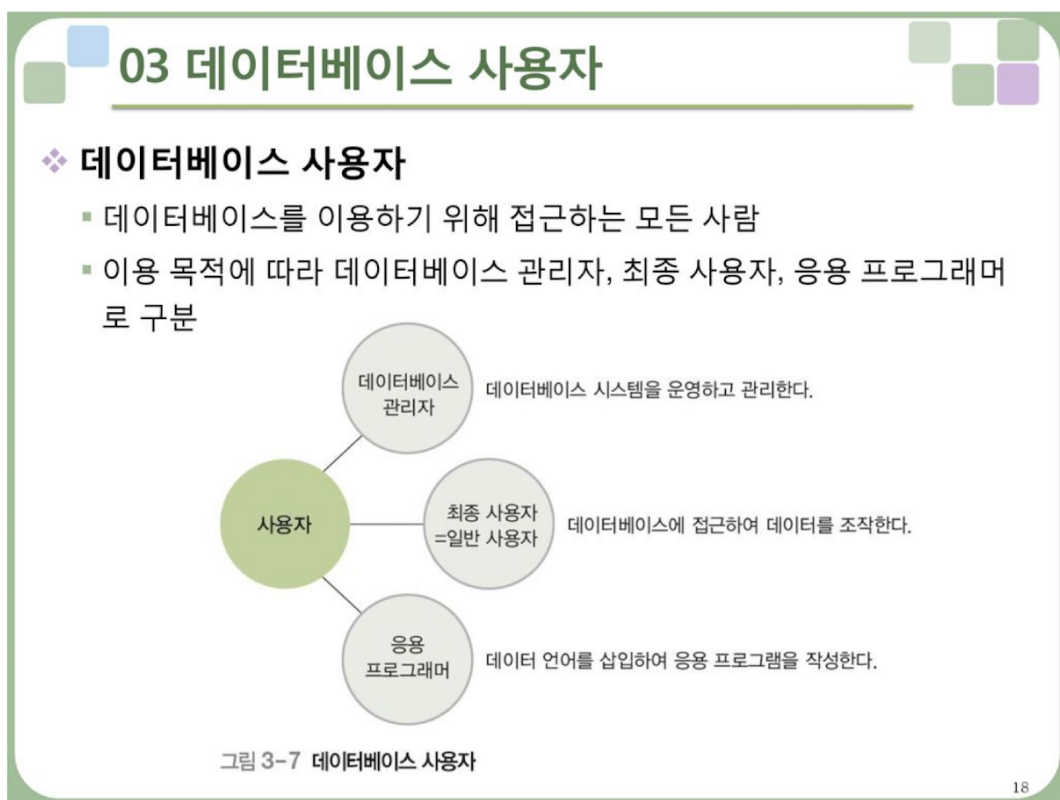 03 데이터베이스 사용자
데이터베이스 사용자
데이터베이스를 이용하기 위해 접근하는 모든 사람
이용 목적에 따라 데이터베이스 관리자, 최종 사용자, 응용 프로그래머
로 구분
데이터베이스
관리자
데이터베이스 시스템을 운영하고 관리한다.
사용자
최종 사용자
=일반 사용자
데이터베이스에 접근하여 데이터를 조작한다.
응용
프로그래머
데이터 언어를 삽입하여 응용 프로그램을 작성한다.
그림 3-7 데이터베이스 사용자
18